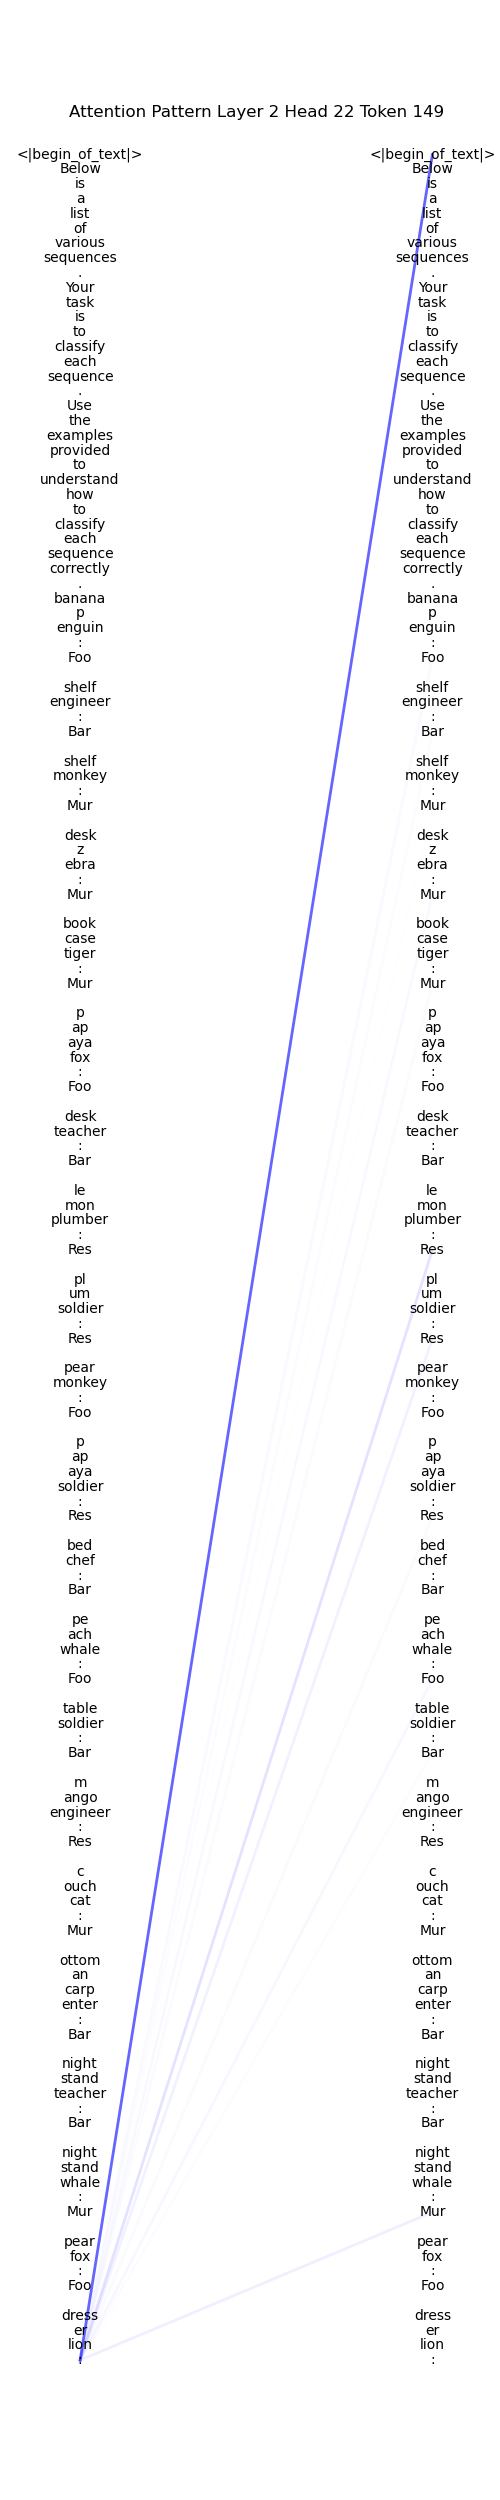 Attention Pattern Layer 2 Head 22 Token 149
<|begin_of_text|>
Below
is
a
list
of
various
sequences
.
Your
task
is
to
classify
each
sequence
.
Use
the
examples
provided
to
understand
how
to
classify
each
sequence
correctly
.
banana
p
enguin
:
Foo
shelf
engineer
:
Bar
shelf
monkey
:
Mur
desk
z
ebra
:
Mur
book
case
tiger
:
Mur
p
ap
aya
fox
:
Foo
desk
teacher
:
Bar
le
mon
plumber
:
Res
pl
um
soldier
:
Res
pear
monkey
:
Foo
p
ap
aya
soldier
:
Res
bed
chef
:
Bar
pe
ach
whale
:
Foo
table
soldier
:
Bar
m
ango
engineer
:
Res
c
ouch
cat
:
Mur
ottom
an
carp
enter
:
Bar
night
stand
teacher
:
Bar
night
stand
whale
:
Mur
pear
fox
:
Foo
dress
er
lion
:
<|begin_of_text|>
Below
is
a
list
of
various
sequences
.
Your
task
is
to
classify
each
sequence
.
Use
the
examples
provided
to
understand
how
to
classify
each
sequence
correctly
.
banana
p
enguin
:
Foo
shelf
engineer
:
Bar
shelf
monkey
:
Mur
desk
z
ebra
:
Mur
book
case
tiger
:
Mur
p
ap
aya
fox
:
Foo
desk
teacher
:
Bar
le
mon
plumber
:
Res
pl
um
soldier
:
Res
pear
monkey
:
Foo
p
ap
aya
soldier
:
Res
bed
chef
:
Bar
pe
ach
whale
:
Foo
table
soldier
:
Bar
m
ango
engineer
:
Res
c
ouch
cat
:
Mur
ottom
an
carp
enter
:
Bar
night
stand
teacher
:
Bar
night
stand
whale
:
Mur
pear
fox
:
Foo
dress
er
lion
: